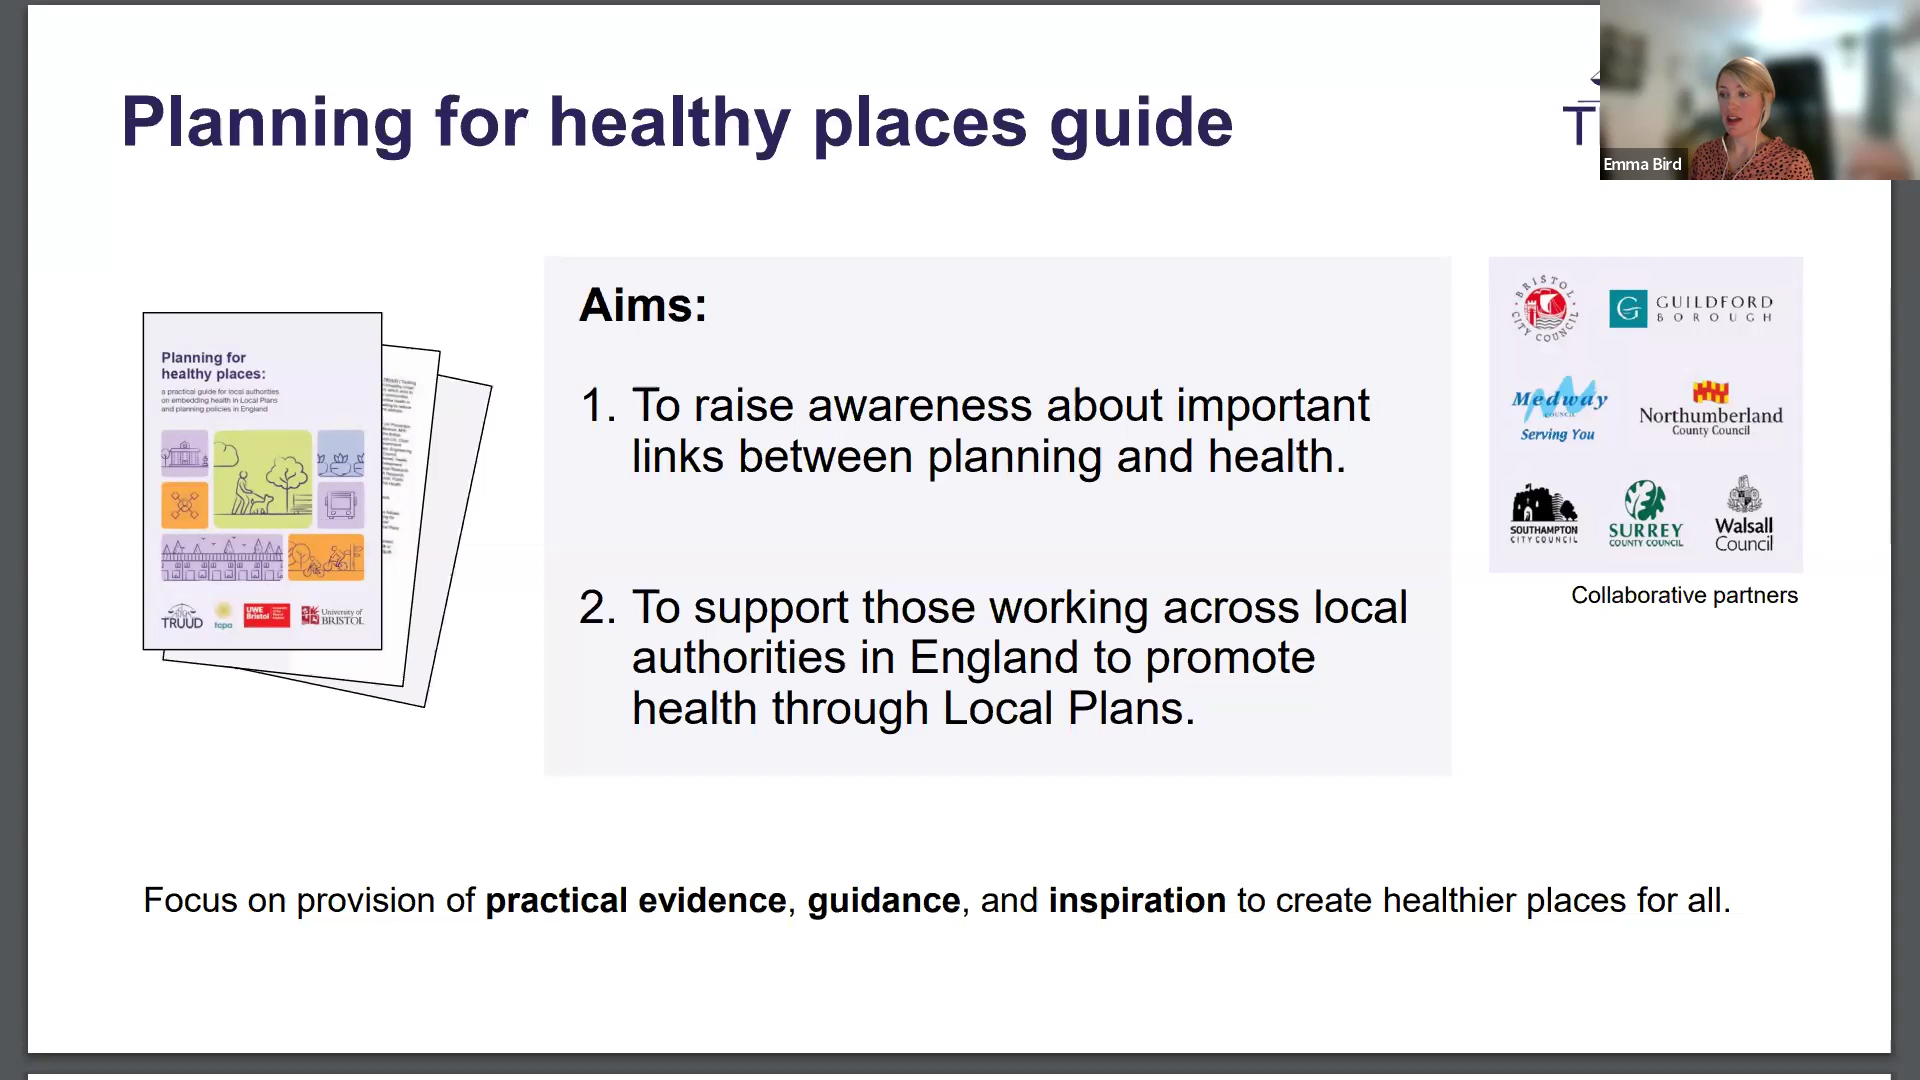 Planning for healthy places guide
T
Emma Bird
Planning for
healthy places:
a practical guide for local authorities
on embedding health in Local Plans
and planning policies in England
TRUUD
tcpa
UWE
Bristol
University of
BRISTOL
Aims:
1. To raise awareness about important
links between planning and health.
2. To support those working across local
authorities in England to promote
health through Local Plans.
BRISTOL
CITY COUNCIL
GUILDFORD
BOROUGH
Medway
COUNCIL
Serving You
Northumberland
County Council
SOUTHAMPTON
CITY COUNCIL
SURREY
COUNTY COUNCIL
Walsall
Council
Collaborative partners
Focus on provision of practical evidence, guidance, and inspiration to create healthier places for all.